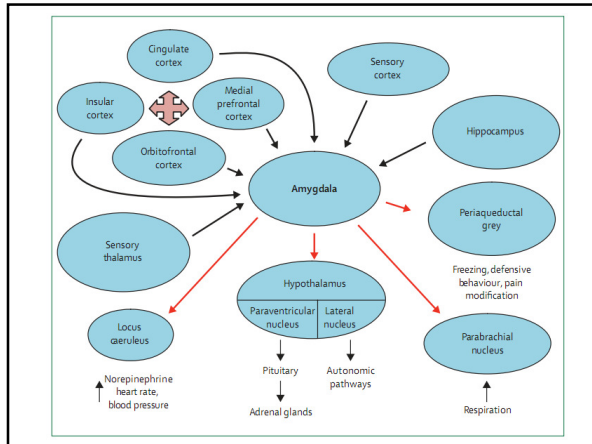 Cingulate
cortex
Sensory
cortex
Insular
cortex
Medial
prefrontal
cortex
Hippocampus
Orbitofrontal
cortex
Amygdala
Periaqueductal
grey
Sensory
thalamus
Freezing, defensive
behaviour, pain
modification
Hypothalamus
Paraventricular
nucleus
Lateral
nucleus
Locus
caeruleus
Parabrachial
nucleus
Pituitary
Autonomic
pathways
Norepinephrine
heart rate,
blood pressure
Adrenal glands
Respiration